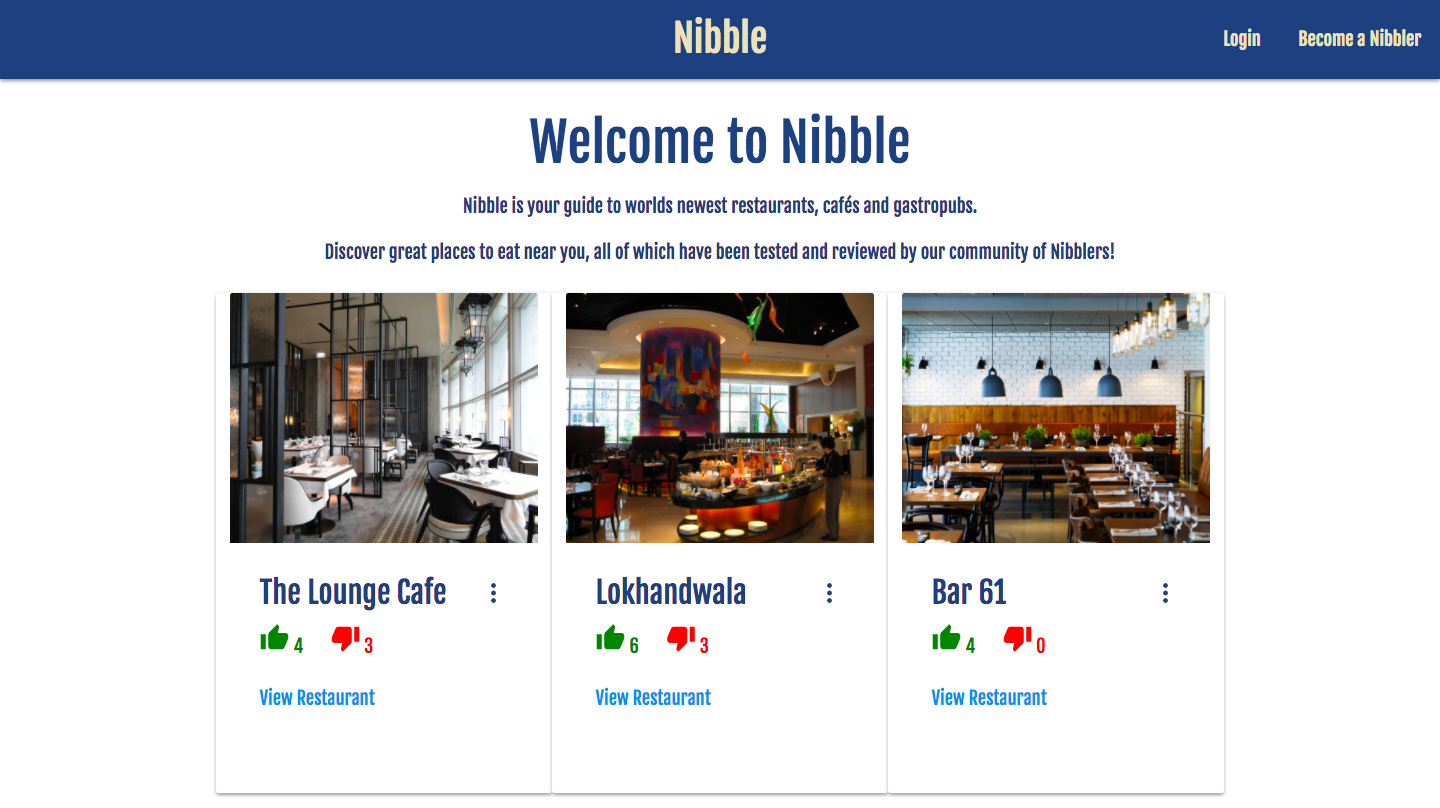 Nibble
Login
Become a Nibbler
Welcome to Nibble
Nibble is your guide to worlds newest restaurants, cafés and gastropubs.
Discover great places to eat near you, all of which have been tested and reviewed by our community of Nibblers!
The Lounge Cafe
4 3
View Restaurant
Lokhandwala
6 3
View Restaurant
Bar 61
4 0
View Restaurant